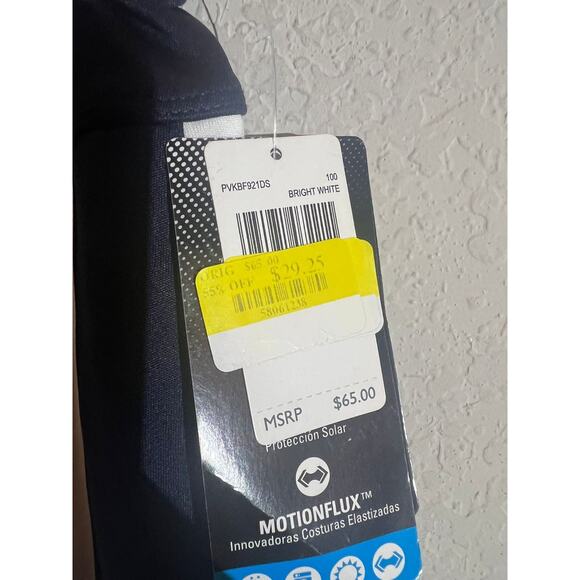 PVKBF921DS 100
BRIGHT WHITE
ORIG $65.00
55% OFF $29.25
58061238
MSRP $65.00
Protección Solar
MOTIONFLUX™
Innovadoras Costuras Elastizadas